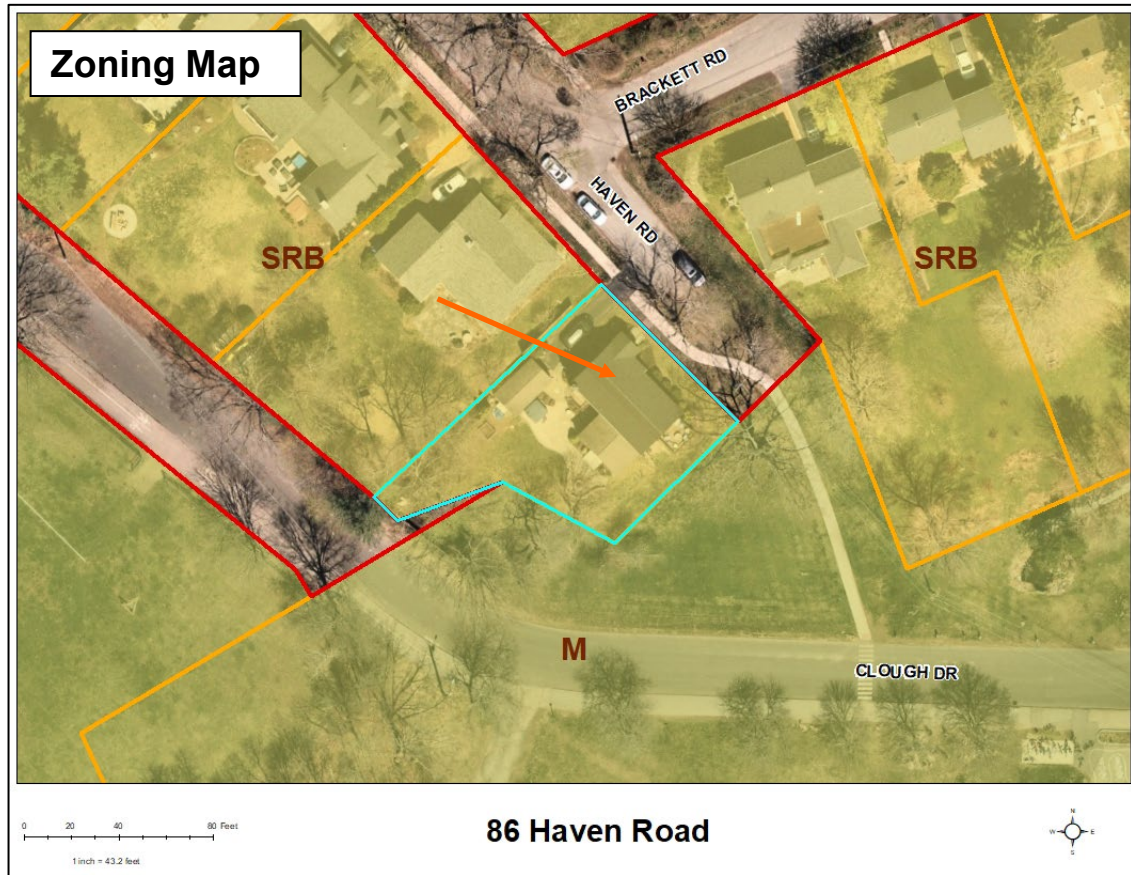 Zoning Map
BRACKETT RD
HAVEN RD
SRB
SRB
M
CLOUGH DR
0 20 40 80 Feet
1 inch = 43.2 feet
86 Haven Road
N
W E
S